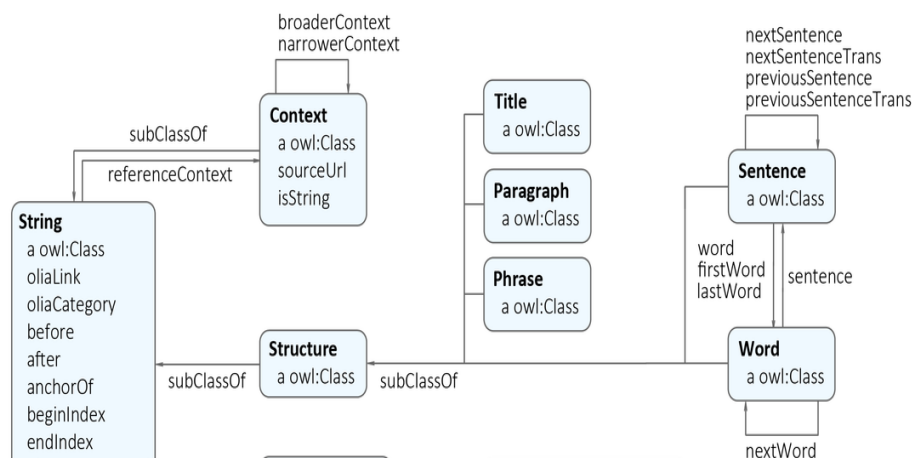 broaderContext
narrowerContext
Context
a owl:Class
sourceUrl
isString
subClassOf
referenceContext
String
a owl:Class
oliaLink
oliaCategory
before
after
anchorOf
beginIndex
endIndex
subClassOf
Structure
a owl:Class
subClassOf
Title
a owl:Class
Paragraph
a owl:Class
Phrase
a owl:Class
nextSentence
nextSentenceTrans
previousSentence
previousSentenceTrans
Sentence
a owl:Class
word
firstWord
lastWord
sentence
Word
a owl:Class
nextWord